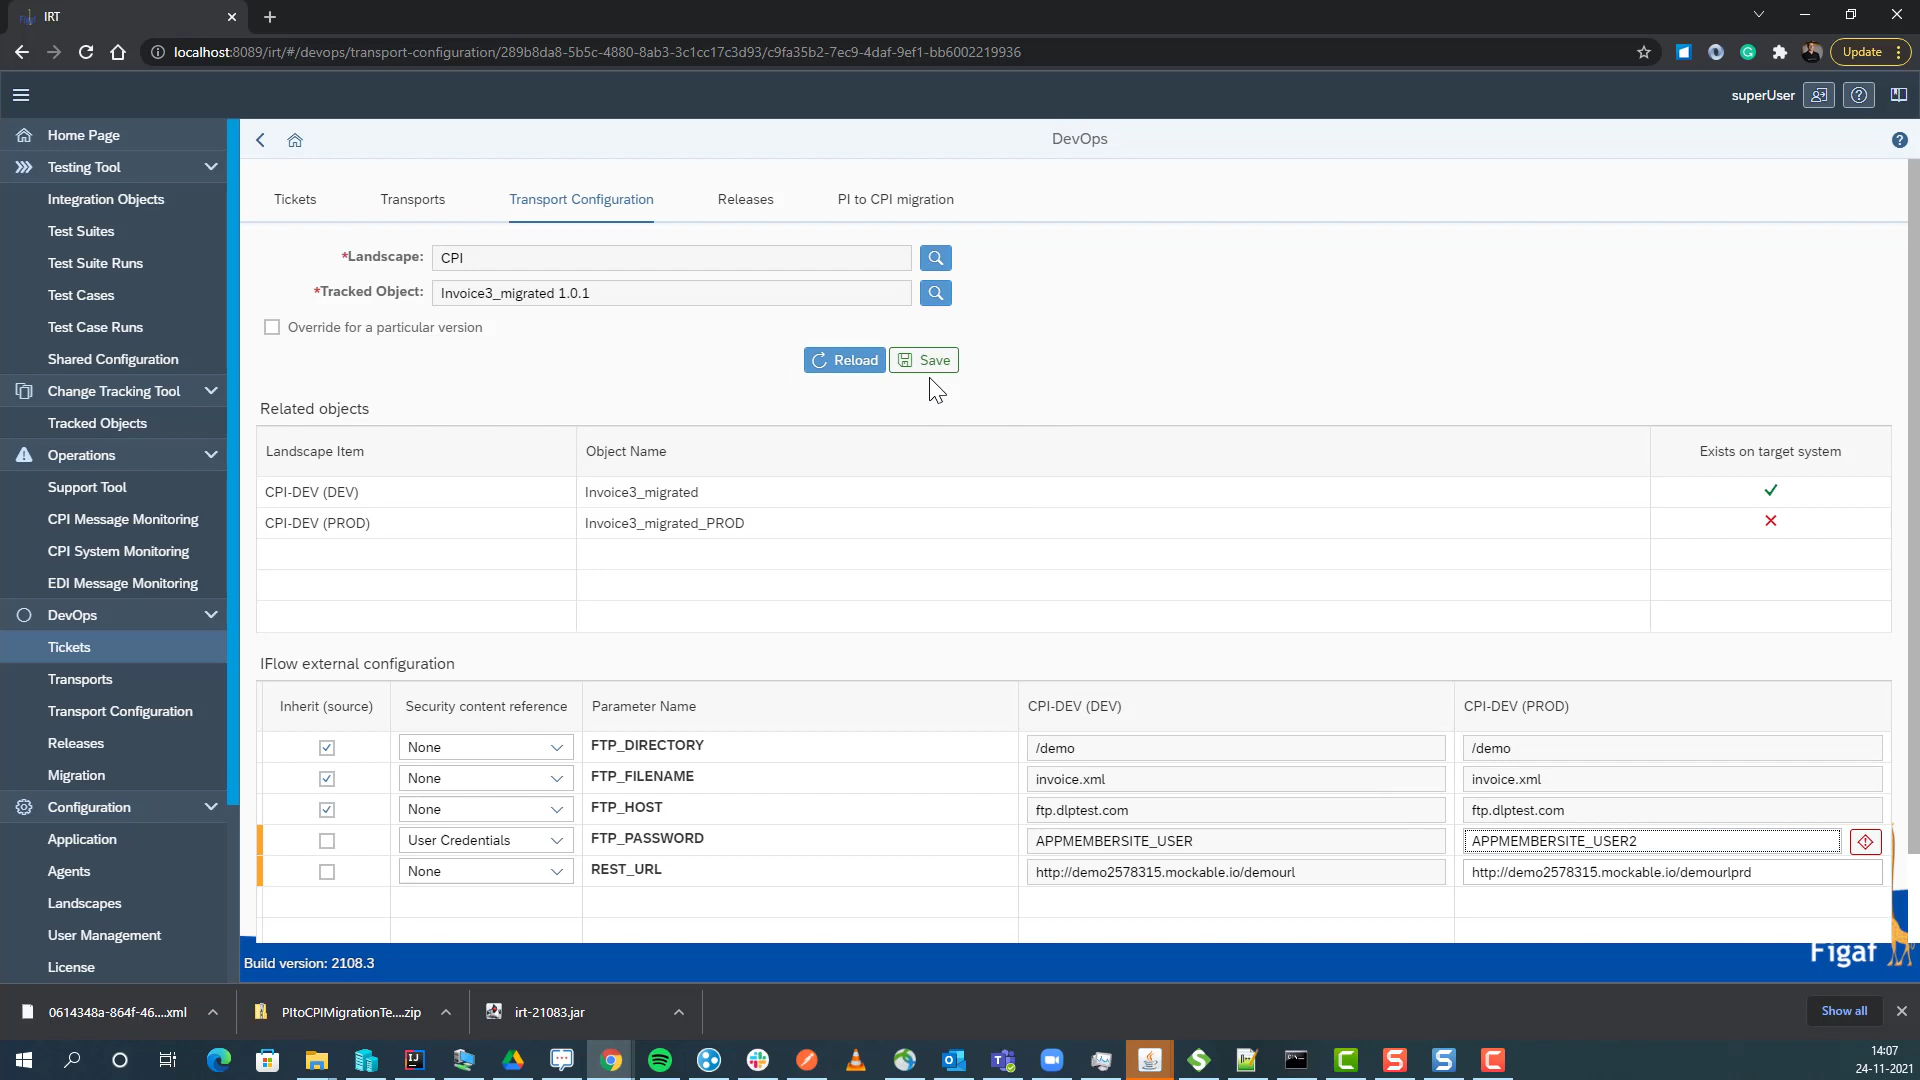 IRT
localhost:8089/irt/#/devops/transport-configuration/289b8da8-5b5c-4880-8ab3-3c1cc17c3d93/c9fa35b2-7ec9-4daf-9ef1-bb6002219936
Update
superUser
Home Page
Testing Tool
Integration Objects
Test Suites
Test Suite Runs
Test Cases
Test Case Runs
Shared Configuration
Change Tracking Tool
Tracked Objects
Operations
Support Tool
CPI Message Monitoring
CPI System Monitoring
EDI Message Monitoring
DevOps
Tickets
Transports
Transport Configuration
Releases
Migration
Configuration
Application
Agents
Landscapes
User Management
License
DevOps
Tickets Transports Transport Configuration Releases PI to CPI migration
*Landscape: CPI
*Tracked Object: Invoice3_migrated 1.0.1
Override for a particular version
Reload Save
Related objects
Landscape Item Object Name Exists on target system
CPI-DEV (DEV) Invoice3_migrated
CPI-DEV (PROD) Invoice3_migrated_PROD
IFlow external configuration
Inherit (source) Security content reference Parameter Name CPI-DEV (DEV) CPI-DEV (PROD)
None FTP_DIRECTORY /demo /demo
None FTP_FILENAME invoice.xml invoice.xml
None FTP_HOST ftp.dlptest.com ftp.dlptest.com
User Credentials FTP_PASSWORD APPMEMBERSITE_USER APPMEMBERSITE_USER2
None REST_URL http://demo2578315.mockable.io/demourl http://demo2578315.mockable.io/demourlprd
Build version: 2108.3
Figaf
0614348a-864f-46....xml PItoCPIMigrationTe....zip irt-21083.jar Show all
14:07
24-11-2021